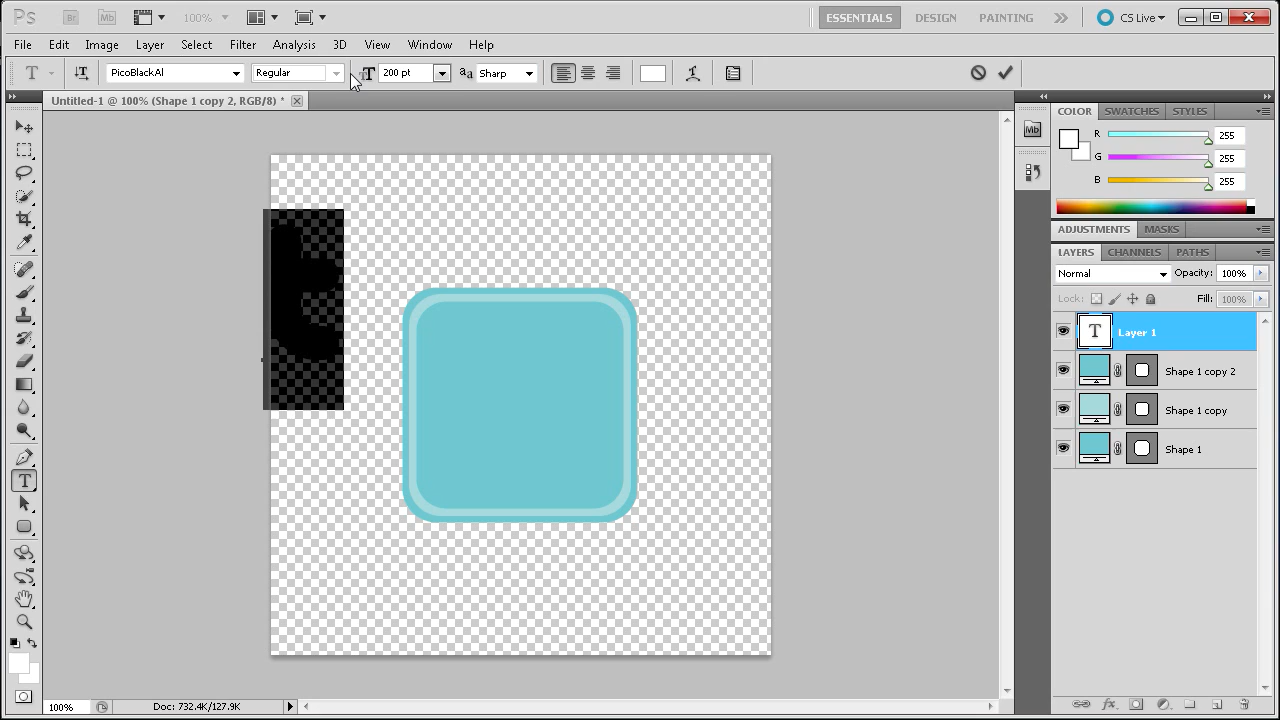 Ps Br Mb 100% ESSENTIALS DESIGN PAINTING CS Live
File Edit Image Layer Select Filter Analysis 3D View Window Help
T PicoBlackAl Regular T 200 pt aa Sharp
Untitled-1 @ 100% (Shape 1 copy 2, RGB/8) *
COLOR SWATCHES STYLES
Mb
R 255
G 255
B 255
ADJUSTMENTS MASKS
LAYERS CHANNELS PATHS
Normal Opacity: 100%
Lock: Fill: 100%
T Layer 1
Shape 1 copy 2
Shape 1 copy
Shape 1
T
t
100% Doc: 732.4K/127.9K
fx